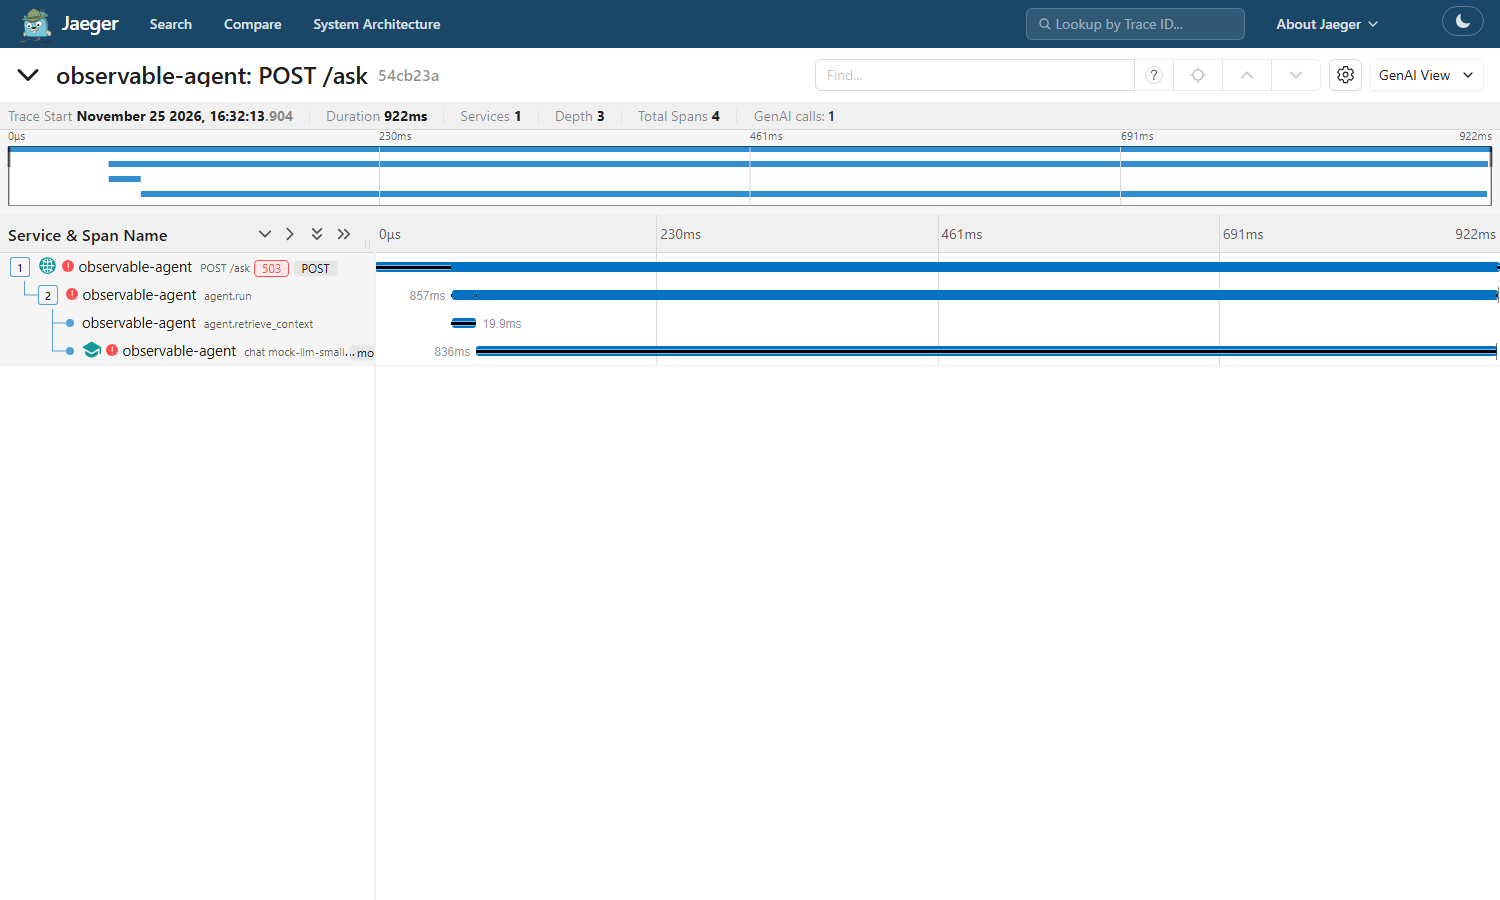 Jaeger Search Compare System Architecture Lookup by Trace ID... About Jaeger
observable-agent: POST /ask 54cb23a Find... ? GenAI View
Trace Start November 25 2026, 16:32:13.904 Duration 922ms Services 1 Depth 3 Total Spans 4 GenAI calls: 1
0μs 230ms 461ms 691ms 922ms
Service & Span Name 0μs 230ms 461ms 691ms 922ms
1 observable-agent POST /ask 503 POST
2 observable-agent agent.run 857ms
observable-agent agent.retrieve_context 19.9ms
observable-agent chat mock-llm-small... mo 836ms